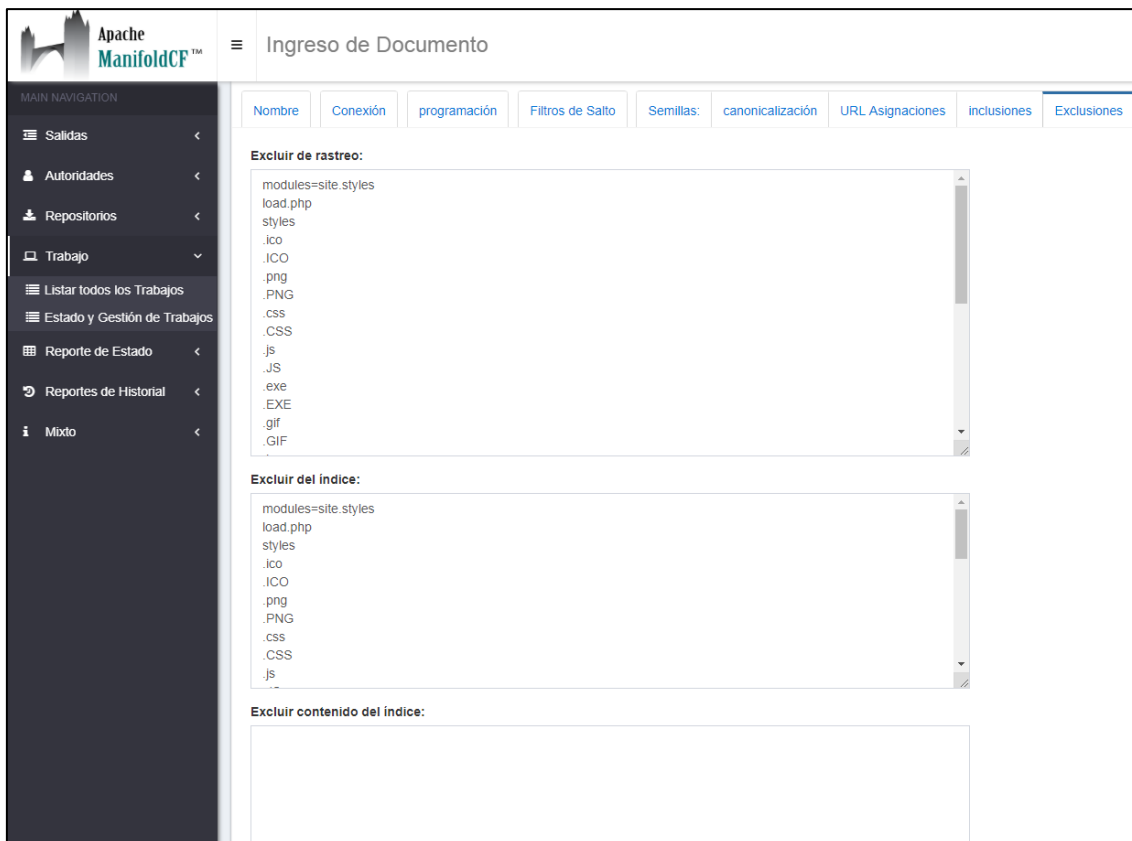 Apache
ManifoldCF™
Ingreso de Documento
MAIN NAVIGATION
Salidas
Autoridades
Repositorios
Trabajo
Listar todos los Trabajos
Estado y Gestión de Trabajos
Reporte de Estado
Reportes de Historial
Mixto
Nombre Conexión programación Filtros de Salto Semillas: canonicalización URL Asignaciones inclusiones Exclusiones
Excluir de rastreo:
modules=site.styles
load.php
styles
.ico
.ICO
.png
.PNG
.css
.CSS
.js
.JS
.exe
.EXE
.gif
.GIF
Excluir del índice:
modules=site.styles
load.php
styles
.ico
.ICO
.png
.PNG
.css
.CSS
.js
Excluir contenido del índice: